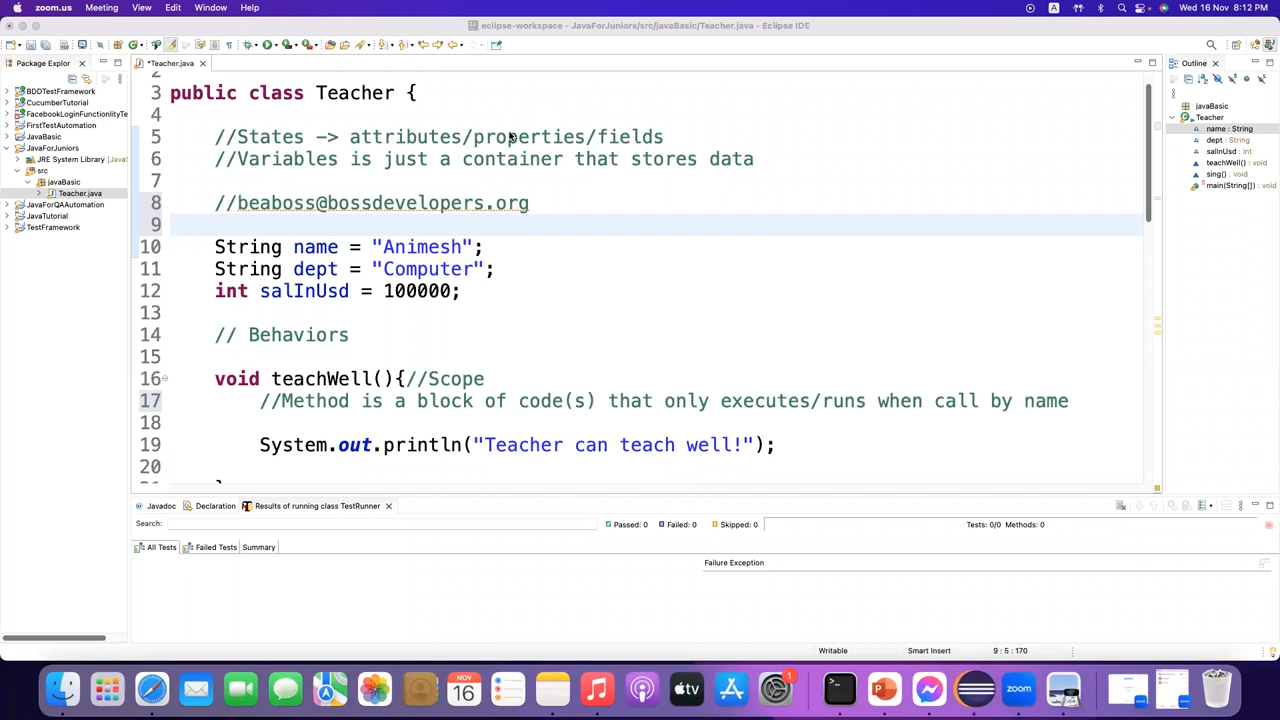 zoom.us Meeting View Edit Window Help
Wed 16 Nov 8:12 PM
eclipse-workspace - JavaForJuniors/src/javaBasic/Teacher.java - Eclipse IDE
Package Explorer
BDDTestFramework
CucumberTutorial
FacebookLoginFunctionlityTe
FirstTestAutomation
JavaBasic
JavaForJuniors
JRE System Library [JavaS
src
javaBasic
Teacher.java
JavaForQAAutomation
JavaTutorial
TestFramework
*Teacher.java
2
3 public class Teacher {
4
5 //States -> attributes/properties/fields
6 //Variables is just a container that stores data
7
8 //beaboss@bossdevelopers.org
9
10 String name = "Animesh";
11 String dept = "Computer";
12 int salInUsd = 100000;
13
14 // Behaviors
15
16 void teachWell(){//Scope
17 //Method is a block of code(s) that only executes/runs when call by name
18
19 System.out.println("Teacher can teach well!");
20
Outline
javaBasic
Teacher
name : String
dept : String
salInUsd : int
teachWell() : void
sing() : void
main(String[]) : void
Javadoc Declaration Results of running class TestRunner
Search: Passed: 0 Failed: 0 Skipped: 0 Tests: 0/0 Methods: 0
All Tests Failed Tests Summary
Failure Exception
Writable Smart Insert 9 : 5 : 170
NOV
16
tv
1
zoom